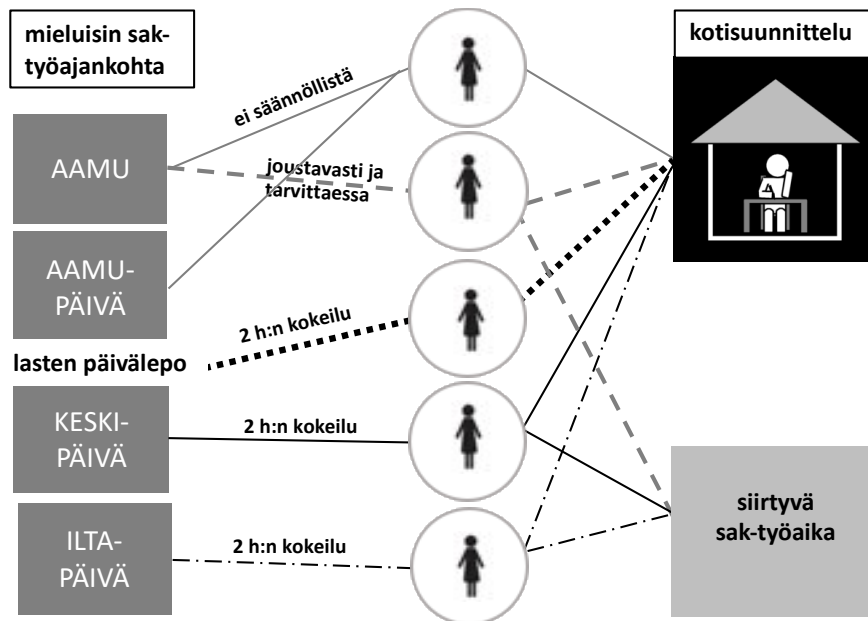 mieluisin sak-
työajankohta
kotisuunnittelu
ei säännöllistä
AAMU
joustavasti ja
tarvittaessa
AAMU-
PÄIVÄ
2 h:n kokeilu
lasten päivälepo
KESKI-
PÄIVÄ
2 h:n kokeilu
siirtyvä
sak-työaika
ILTA-
PÄIVÄ
2 h:n kokeilu